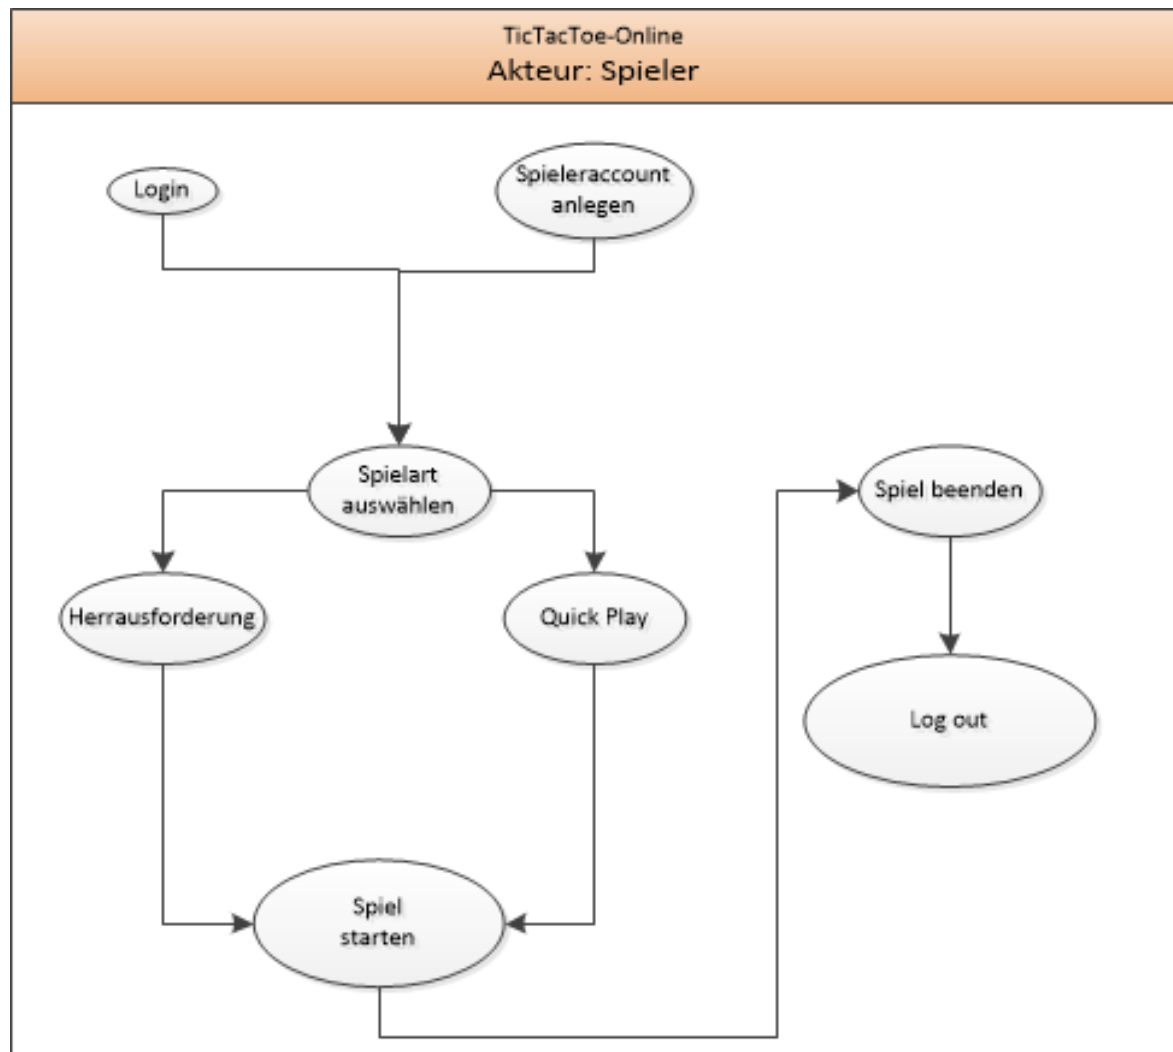 TicTacToe-Online
Akteur: Spieler
Login
Spieleraccount
anlegen
Spielart
auswählen
Spiel beenden
Herrausforderung
Quick Play
Log out
Spiel
starten